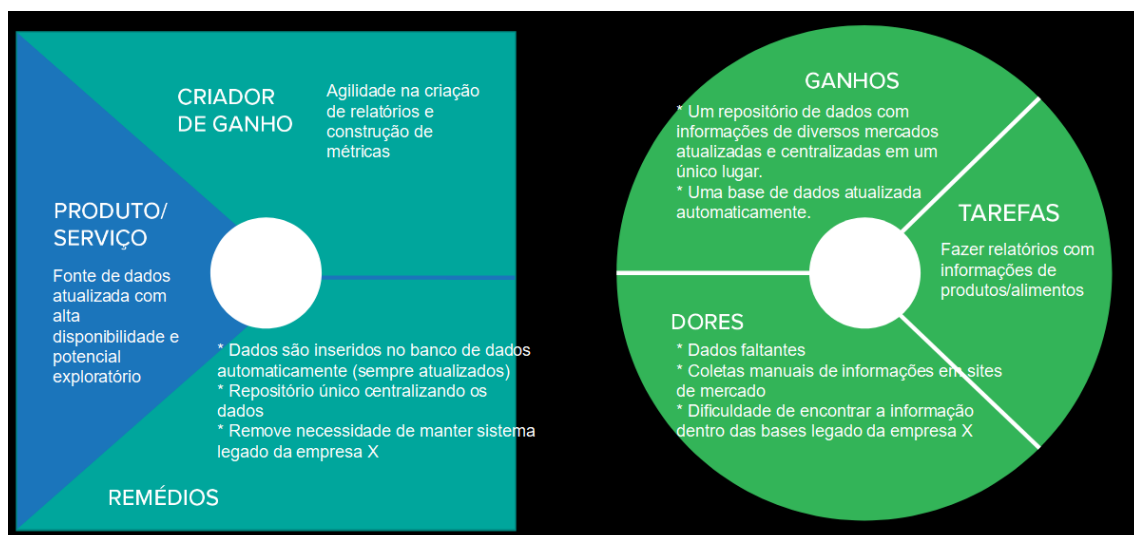 CRIADOR
DE GANHO
Agilidade na criação
de relatórios e
construção de
métricas
PRODUTO/
SERVIÇO
Fonte de dados
atualizada com
alta
disponibilidade e
potencial
exploratório
* Dados são inseridos no banco de dados
automaticamente (sempre atualizados)
* Repositório único centralizando os
dados
* Remove necessidade de manter sistema
legado da empresa X
REMÉDIOS
GANHOS
* Um repositório de dados com
informações de diversos mercados
atualizadas e centralizadas em um
único lugar.
* Uma base de dados atualizada
automaticamente.
TAREFAS
Fazer relatórios com
informações de
produtos/alimentos
DORES
* Dados faltantes
* Coletas manuais de informações em sites
de mercado
* Dificuldade de encontrar a informação
dentro das bases legado da empresa X